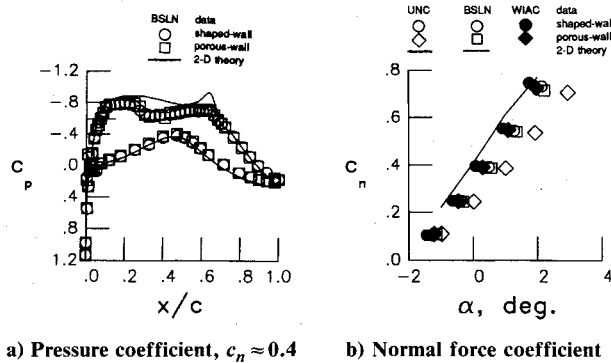 a
BSLN data
shaped-wall
porous-wall
2-D theory
-1.2
-.8
-.4
.0
.4
.8
1.2
C p
.0 .2 .4 .6 .8 1.0
x/c
a) Pressure coefficient, c_n ≈ 0.4
b
UNC BSLN WIAC data
shaped-wall
porous-wall
2-D theory
.8
.6
.4
.2
.0
C n
-2 0 2 4
α, deg.
b) Normal force coefficient